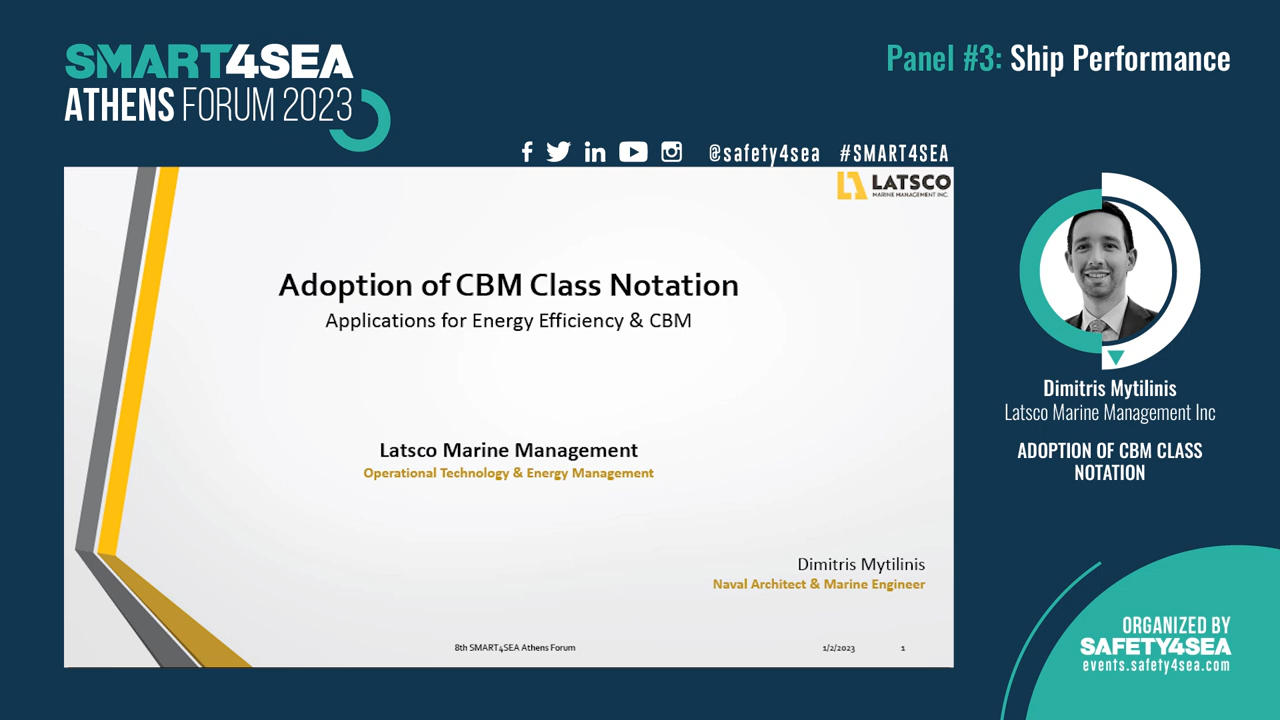 SMART4SEA
ATHENS FORUM 2023
Panel #3: Ship Performance
@safety4sea #SMART4SEA
LATSCO
MARINE MANAGEMENT INC.
Adoption of CBM Class Notation
Applications for Energy Efficiency & CBM
Latsco Marine Management
Operational Technology & Energy Management
Dimitris Mytilinis
Naval Architect & Marine Engineer
8th SMART4SEA Athens Forum
1/2/2023
1
Dimitris Mytilinis
Latsco Marine Management Inc
ADOPTION OF CBM CLASS
NOTATION
ORGANIZED BY
SAFETY4SEA
events.safety4sea.com